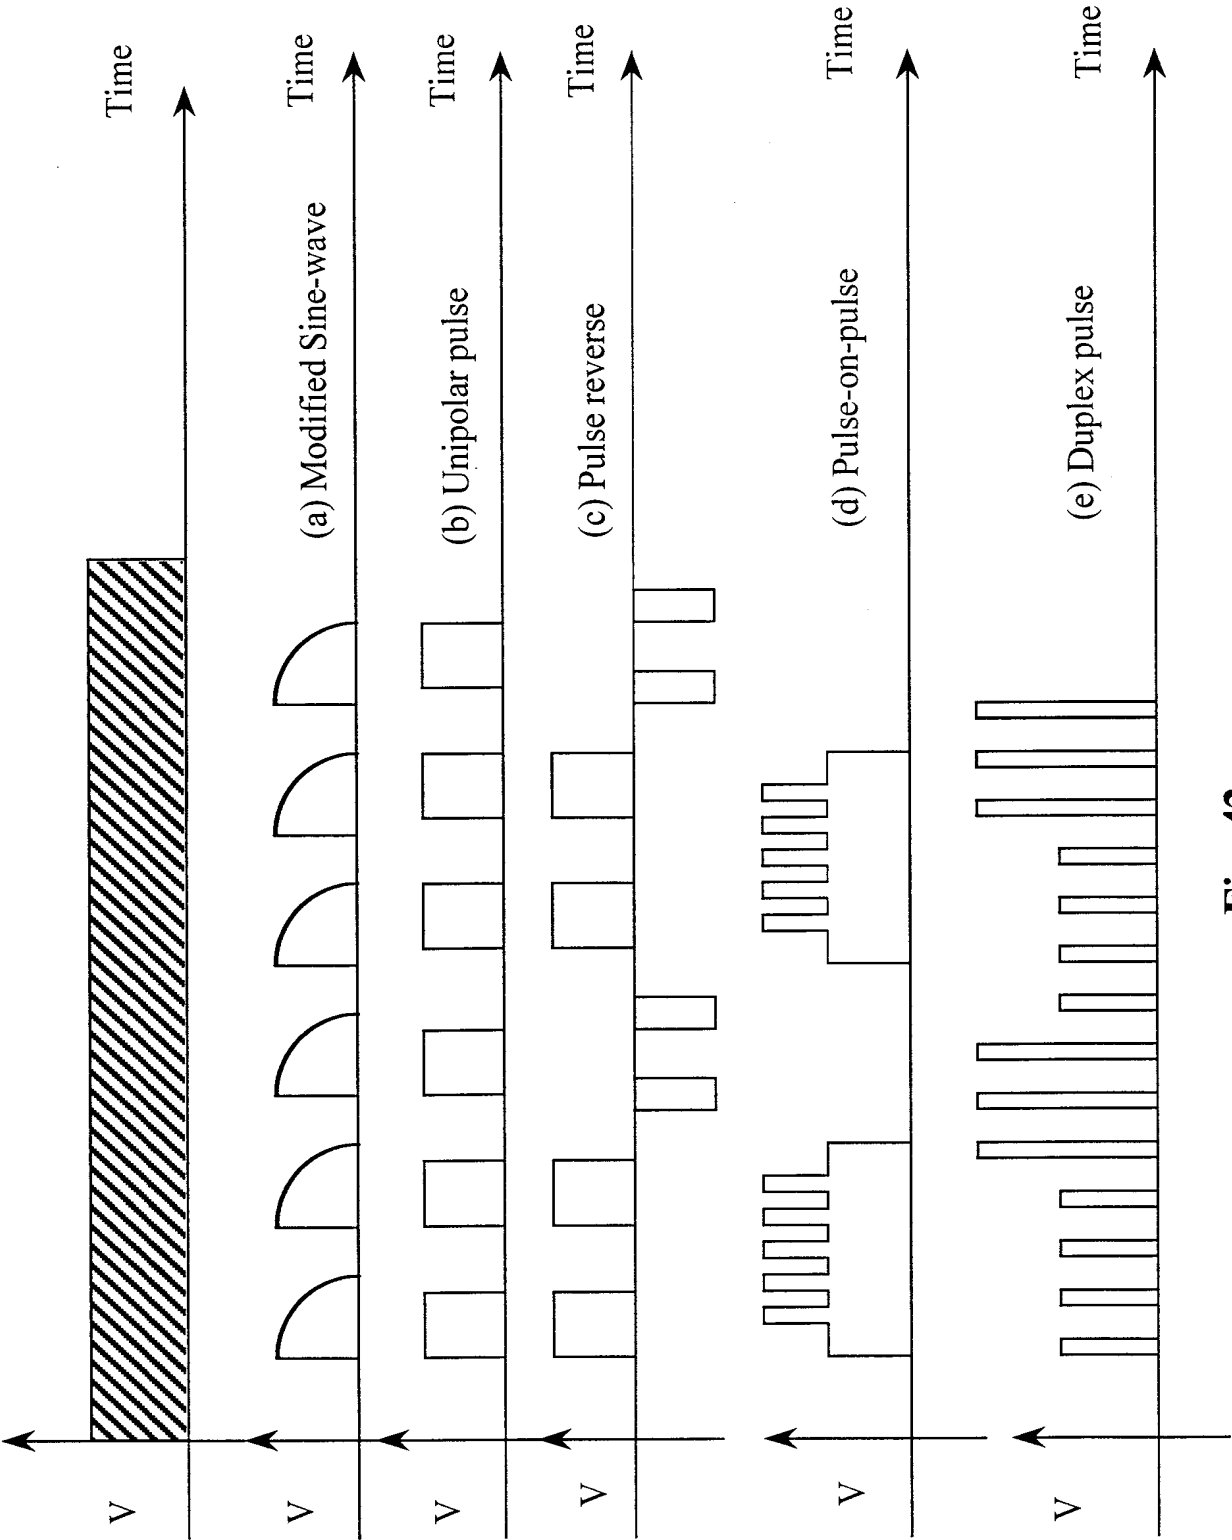 V
Time
V
(a) Modified Sine-wave
Time
V
(b) Unipolar pulse
Time
V
(c) Pulse reverse
Time
V
(d) Pulse-on-pulse
Time
V
(e) Duplex pulse
Time